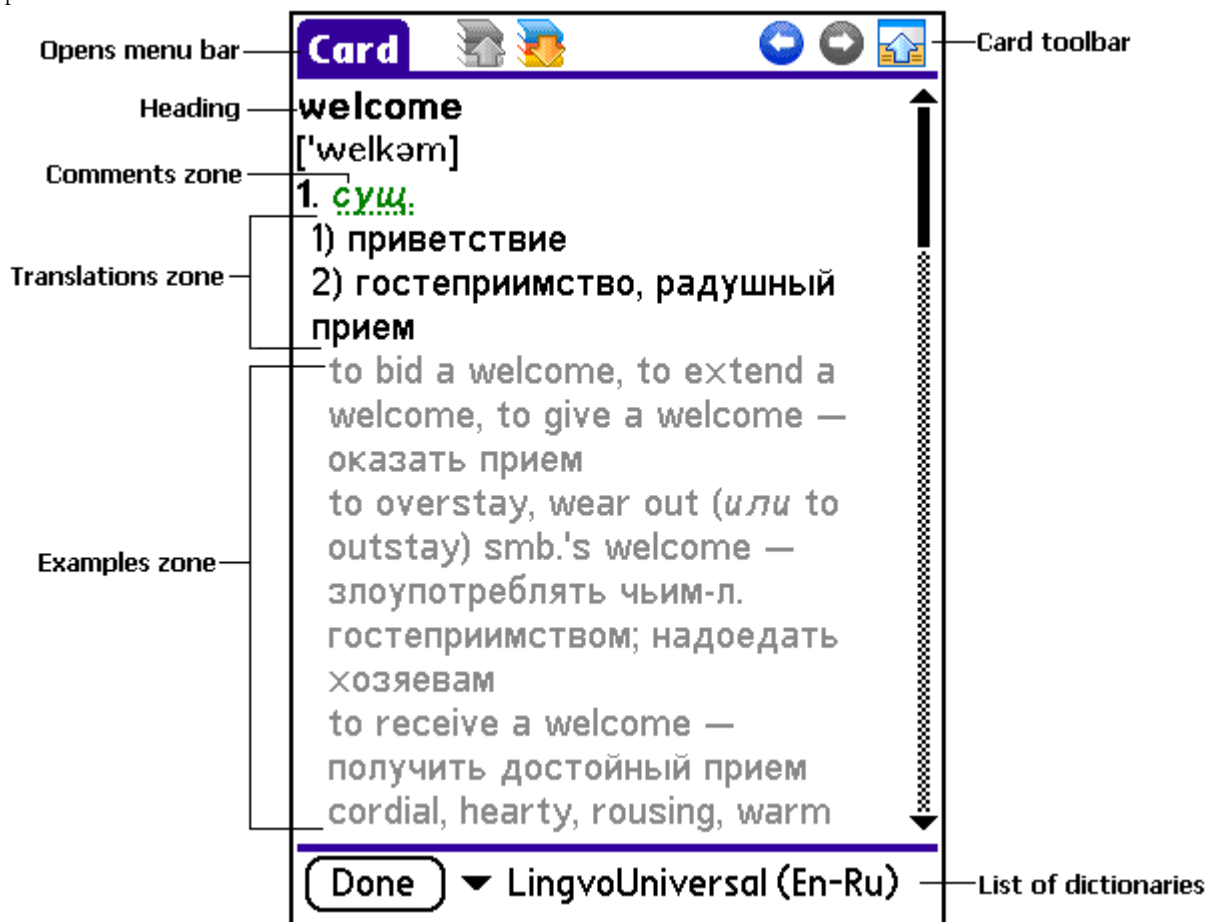 Opens menu bar
Card
Card toolbar
Heading
welcome
['welkəm]
Comments zone
1. сущ.
Translations zone
1) приветствие
2) гостеприимство, радушный
прием
Examples zone
to bid a welcome, to extend a
welcome, to give a welcome —
оказать прием
to overstay, wear out (или to
outstay) smb.'s welcome —
злоупотреблять чьим-л.
гостеприимством; надоедать
хозяевам
to receive a welcome —
получить достойный прием
cordial, hearty, rousing, warm
Done
LingvoUniversal (En-Ru)
List of dictionaries